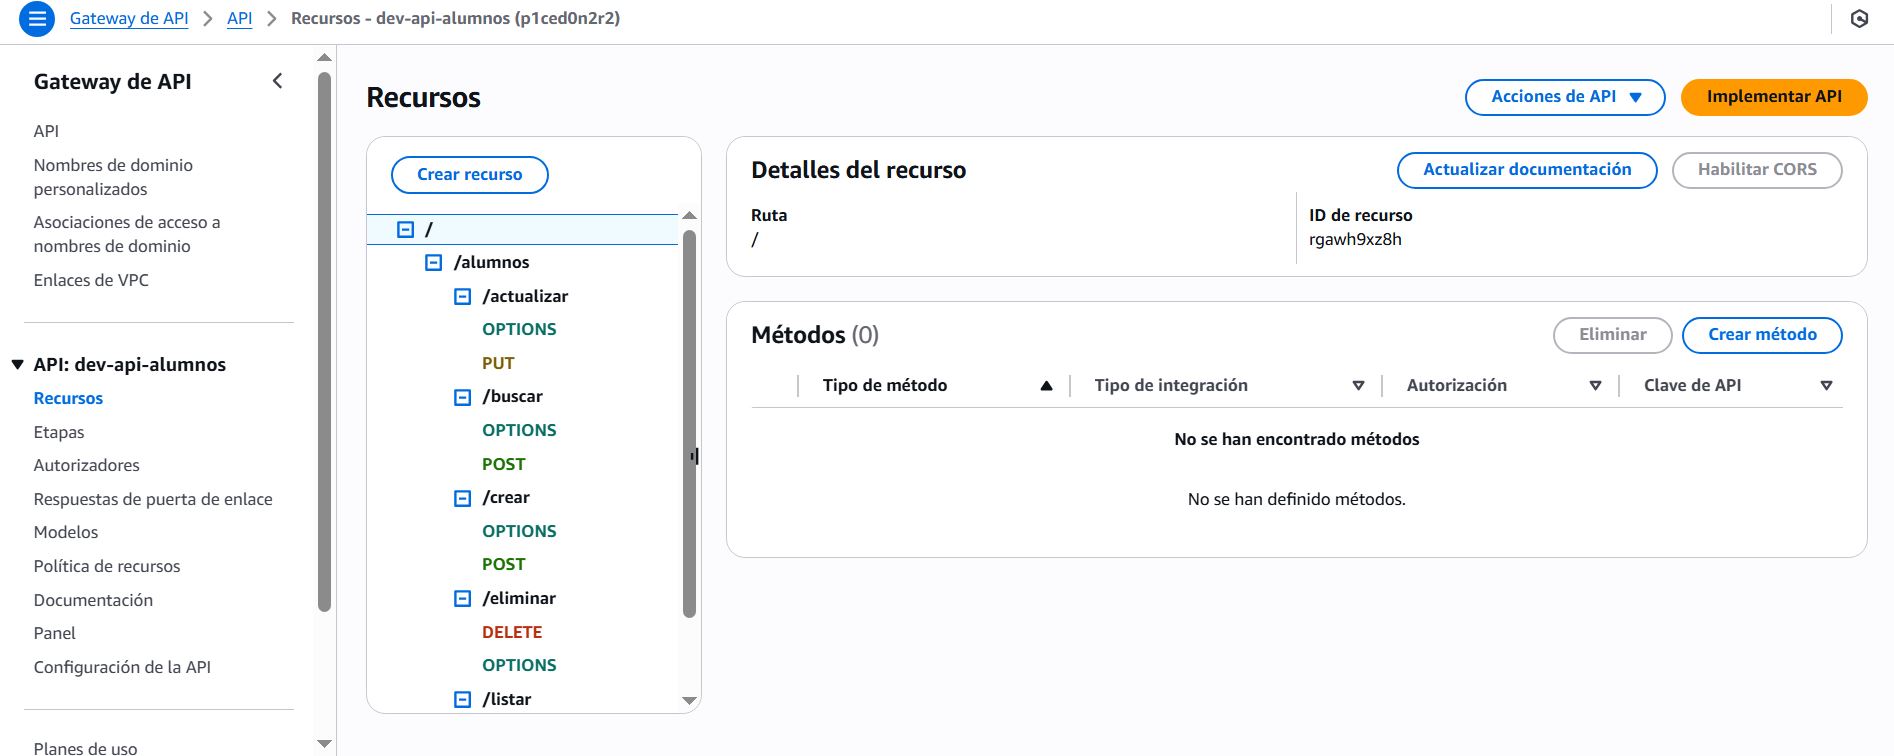 Gateway de API > API > Recursos - dev-api-alumnos (p1ced0n2r2)
Gateway de API
API
Nombres de dominio
personalizados
Asociaciones de acceso a
nombres de dominio
Enlaces de VPC
API: dev-api-alumnos
Recursos
Etapas
Autorizadores
Respuestas de puerta de enlace
Modelos
Política de recursos
Documentación
Panel
Configuración de la API
Planes de uso
Recursos
Acciones de API
Implementar API
Crear recurso
/
/alumnos
/actualizar
OPTIONS
PUT
/buscar
OPTIONS
POST
/crear
OPTIONS
POST
/eliminar
DELETE
OPTIONS
/listar
Detalles del recurso
Actualizar documentación
Habilitar CORS
Ruta
/
ID de recurso
rgawh9xz8h
Métodos (0)
Eliminar
Crear método
Tipo de método
Tipo de integración
Autorización
Clave de API
No se han encontrado métodos
No se han definido métodos.